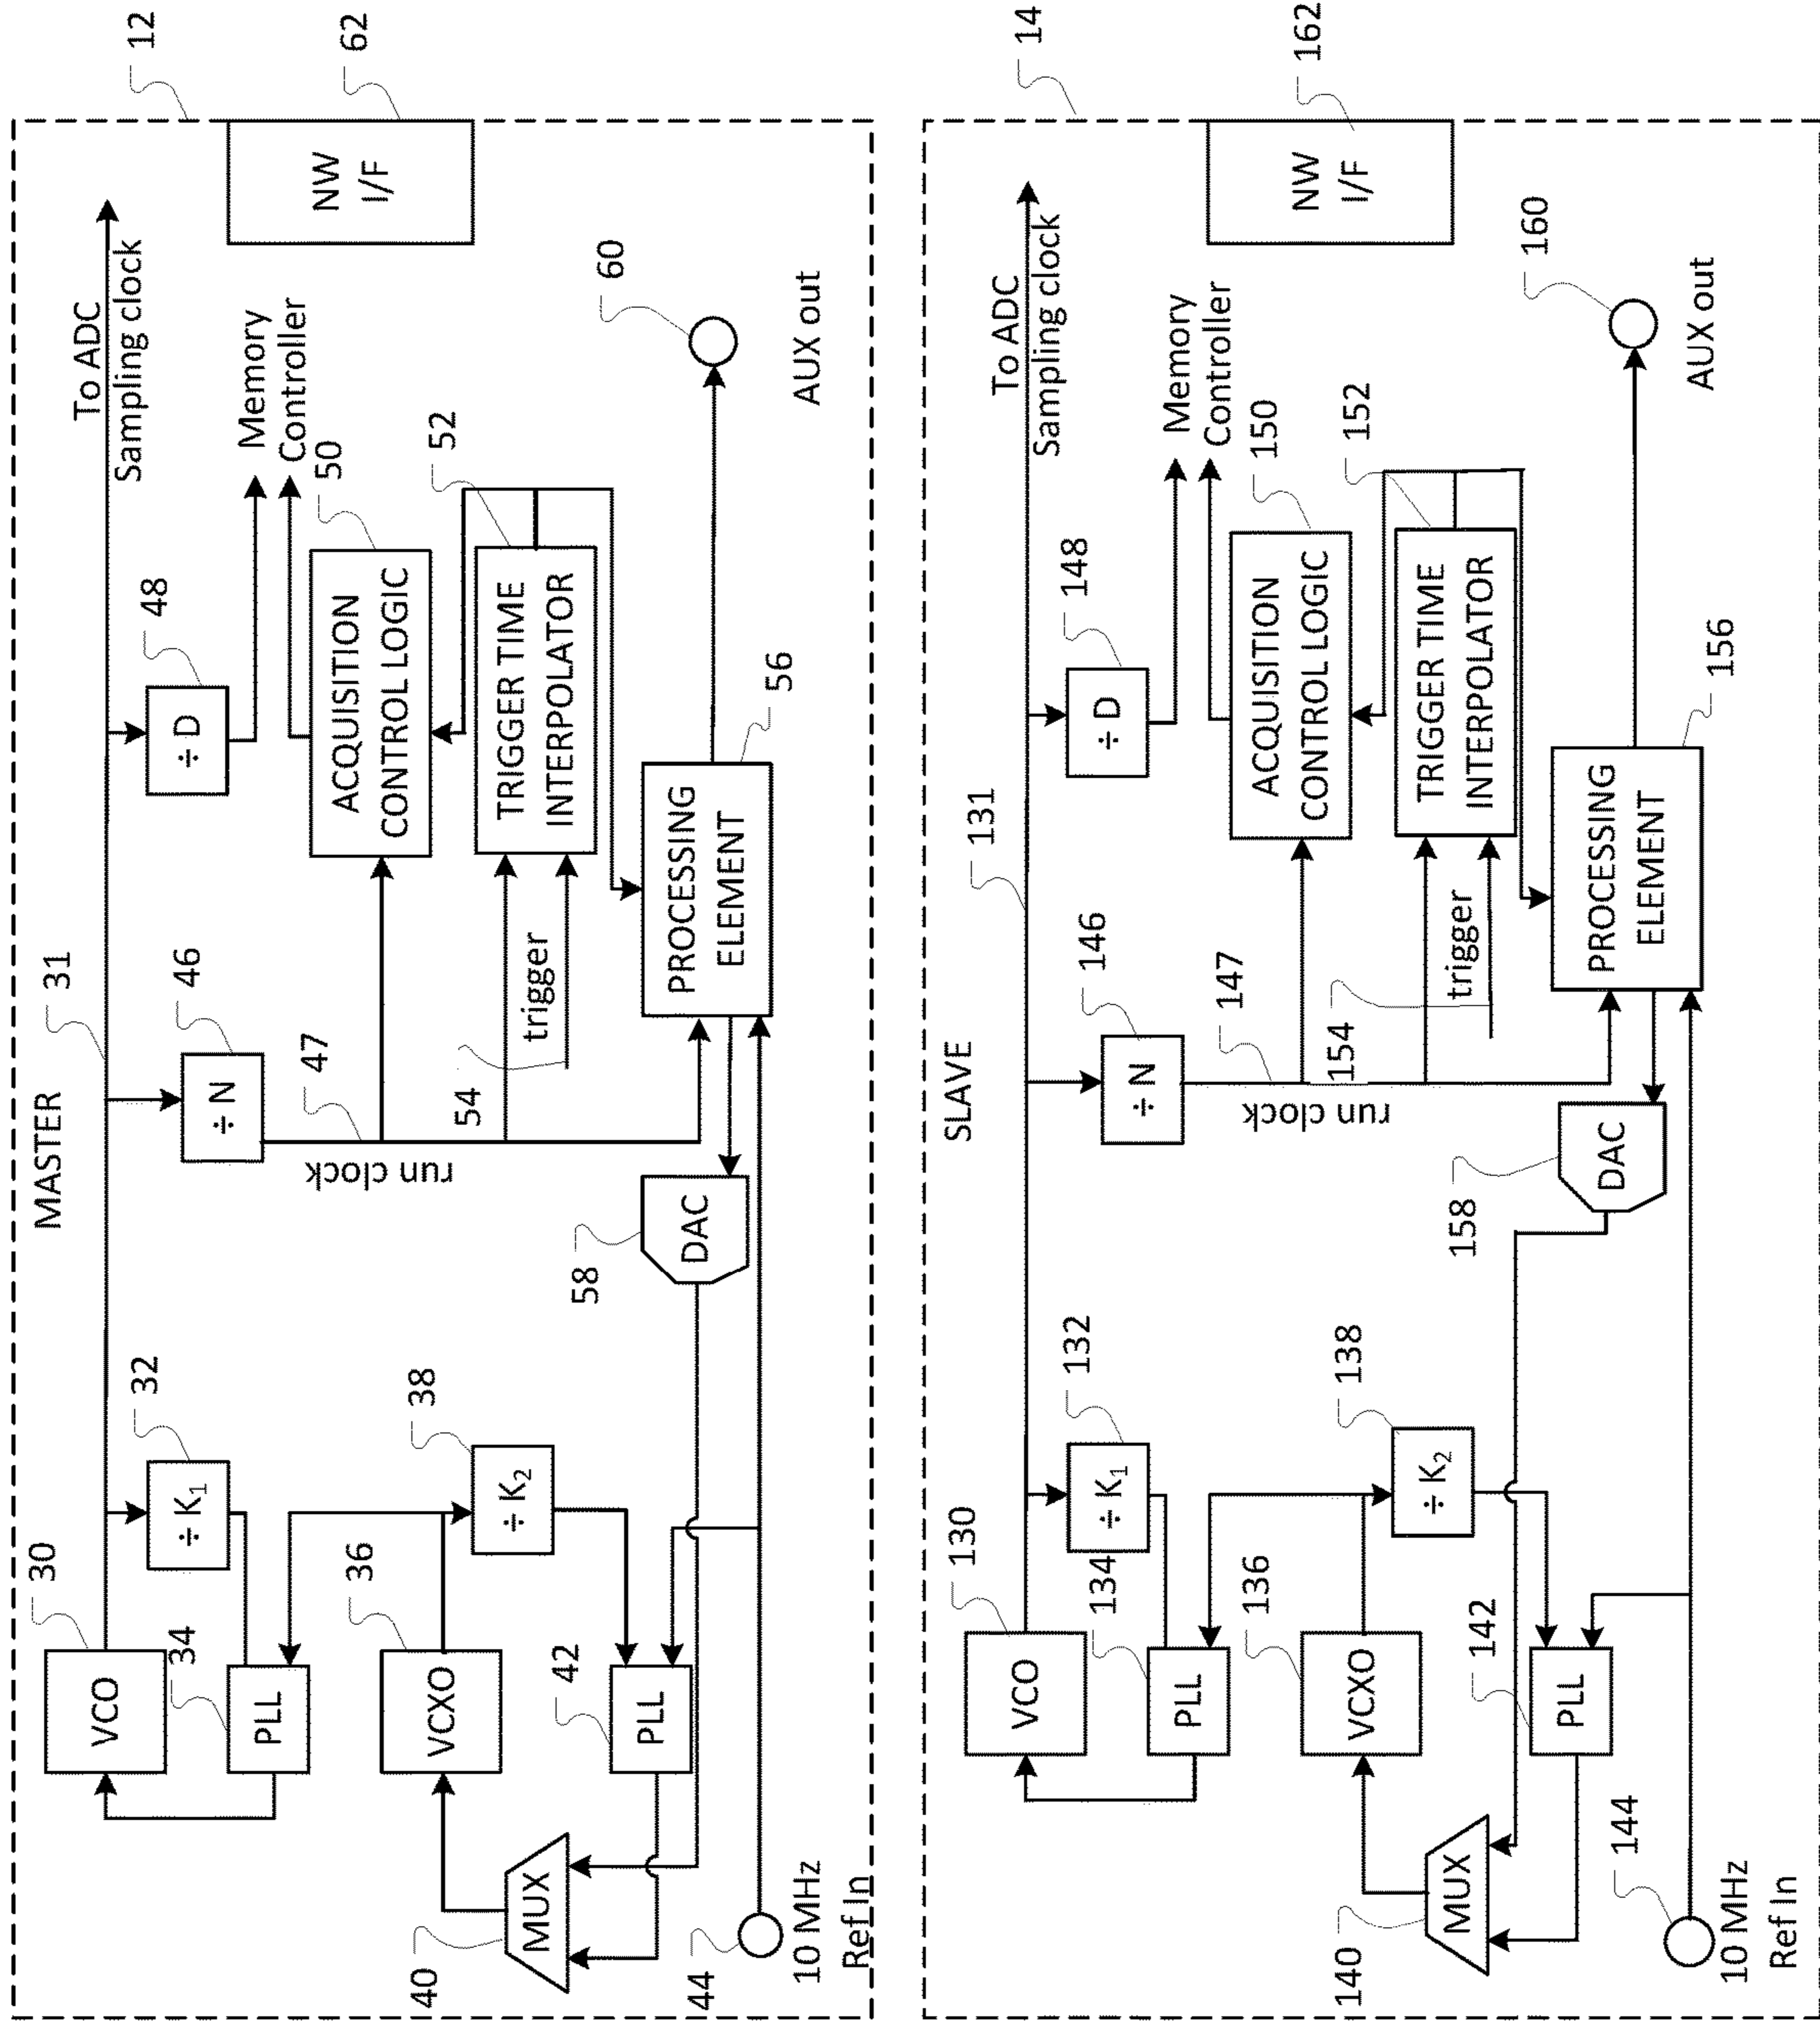 MASTER
12
30
VCO
31
To ADC
Sampling clock
32
÷ K1
34
PLL
46
÷ N
48
÷ D
Memory
Controller
NW
I/F
62
36
VCXO
38
÷ K2
47
run clock
ACQUISITION
CONTROL LOGIC
50
40
MUX
42
PLL
54
trigger
TRIGGER TIME
INTERPOLATOR
52
58
DAC
PROCESSING
ELEMENT
56
60
AUX out
44
10 MHz
Ref In
SLAVE
14
130
VCO
131
To ADC
Sampling clock
132
÷ K1
134
PLL
146
÷ N
148
÷ D
Memory
Controller
NW
I/F
162
136
VCXO
138
÷ K2
147
run clock
ACQUISITION
CONTROL LOGIC
150
140
MUX
142
PLL
154
trigger
TRIGGER TIME
INTERPOLATOR
152
158
DAC
PROCESSING
ELEMENT
156
160
AUX out
144
10 MHz
Ref In